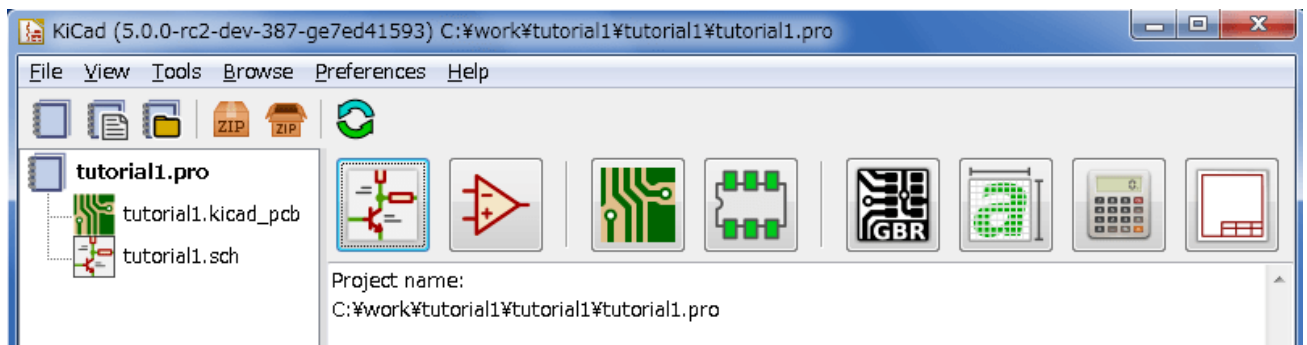 KiCad (5.0.0-rc2-dev-387-ge7ed41593) C:¥work¥tutorial1¥tutorial1¥tutorial1.pro
File View Tools Browse Preferences Help
ZIP ZIP
tutorial1.pro
tutorial1.kicad_pcb
tutorial1.sch
GBR
a
0.
Project name:
C:¥work¥tutorial1¥tutorial1¥tutorial1.pro